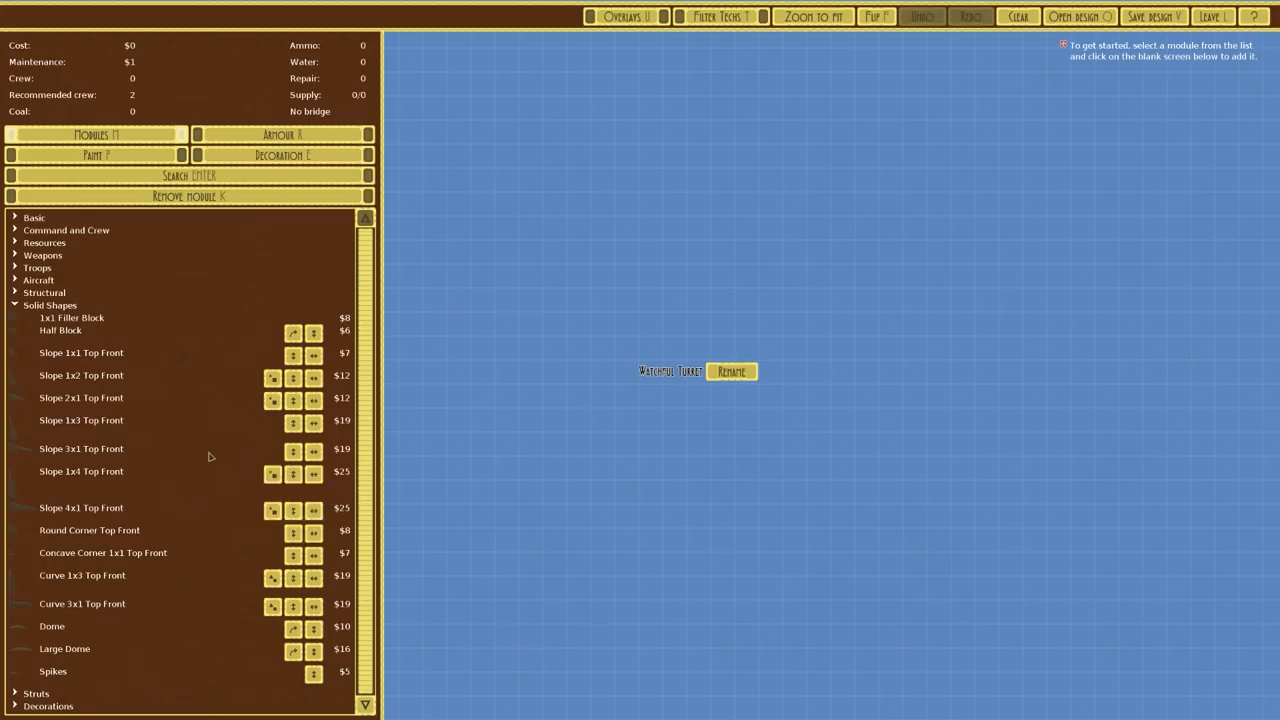 OVERLAYS U FILTER TECHS T ZOOM TO FIT FLIP F UNDO REDO CLEAR OPEN DESIGN O SAVE DESIGN V LEAVE L ?
Cost: $0 Ammo: 0
Maintenance: $1 Water: 0
Crew: 0 Repair: 0
Recommended crew: 2 Supply: 0/0
Coal: 0 No bridge
MODULES M ARMOUR R
PAINT P DECORATION E
SEARCH ENTER
REMOVE MODULE K
Basic
Command and Crew
Resources
Weapons
Troops
Aircraft
Structural
Solid Shapes
1x1 Filler Block $8
Half Block $6
Slope 1x1 Top Front $7
Slope 1x2 Top Front $12
Slope 2x1 Top Front $12
Slope 1x3 Top Front $19
Slope 3x1 Top Front $19
Slope 1x4 Top Front $25
Slope 4x1 Top Front $25
Round Corner Top Front $8
Concave Corner 1x1 Top Front $7
Curve 1x3 Top Front $19
Curve 3x1 Top Front $19
Dome $10
Large Dome $16
Spikes $5
Struts
Decorations
To get started, select a module from the list
and click on the blank screen below to add it.
WATCHFUL TURRET RENAME